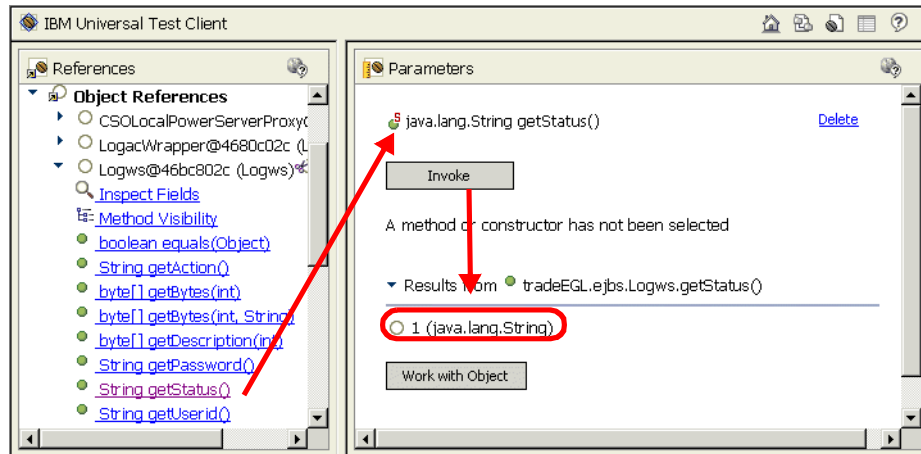 IBM Universal Test Client
References
Object References
CSOLocalPowerServerProxy
LogacWrapper@4680c02c (L
Logws@46bc802c (Logws)
Inspect Fields
Method Visibility
boolean equals(Object)
String getAction()
byte[] getBytes(int)
byte[] getBytes(int, String)
byte[] getDescription(int)
String getPassword()
String getStatus()
String getUserid()
Parameters
java.lang.String getStatus()
Delete
Invoke
A method or constructor has not been selected
Results from tradeEGL.ejbs.Logws.getStatus()
1 (java.lang.String)
Work with Object